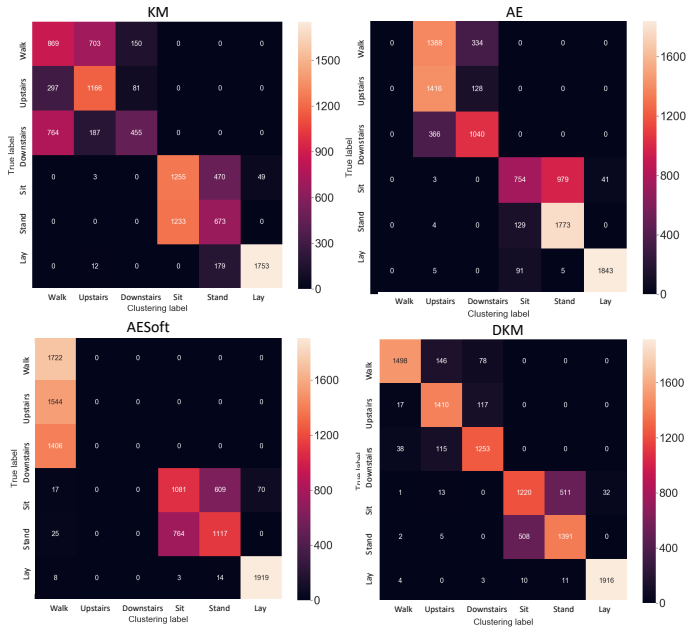 KM
Walk 869 703 150 0 0 0
Upstairs 297 1166 81 0 0 0
Downstairs 764 187 455 0 0 0
Sit 0 3 0 1255 470 49
Stand 0 0 0 1233 673 0
Lay 0 12 0 0 179 1753
True label
Walk Upstairs Downstairs Sit Stand Lay
Clustering label
1500
1200
900
600
300
0
AE
Walk 0 1388 334 0 0 0
Upstairs 0 1416 128 0 0 0
Downstairs 0 366 1040 0 0 0
Sit 0 3 0 754 979 41
Stand 0 4 0 129 1773 0
Lay 0 5 0 91 5 1843
True label
Walk Upstairs Downstairs Sit Stand Lay
Clustering label
1600
1200
800
400
0
AESoft
Walk 1722 0 0 0 0 0
Upstairs 1544 0 0 0 0 0
Downstairs 1406 0 0 0 0 0
Sit 17 0 0 1081 609 70
Stand 25 0 0 764 1117 0
Lay 8 0 0 3 14 1919
True label
Walk Upstairs Downstairs Sit Stand Lay
Clustering label
1600
1200
800
400
0
DKM
Walk 1498 146 78 0 0 0
Upstairs 17 1410 117 0 0 0
Downstairs 38 115 1253 0 0 0
Sit 1 13 0 1220 511 32
Stand 2 5 0 508 1391 0
Lay 4 0 3 10 11 1916
True label
Walk Upstairs Downstairs Sit Stand Lay
Clustering label
1600
1200
800
400
0